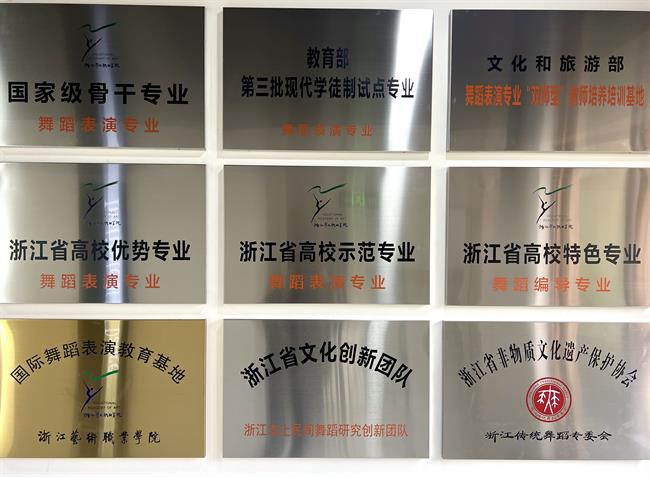 国家级骨干专业
舞蹈表演专业
教育部
第三批现代学徒制试点专业
舞蹈表演专业
文化和旅游部
舞蹈表演专业“双师型”教师培养培训基地
浙江省高校优势专业
舞蹈表演专业
浙江省高校示范专业
舞蹈表演专业
浙江省高校特色专业
舞蹈编导专业
国际舞蹈表演教育基地
浙江藝術職業學院
浙江省文化创新团队
浙江本土民间舞蹈研究创新团队
浙江省非物质文化遗产保护协会
浙江传统舞蹈专委会